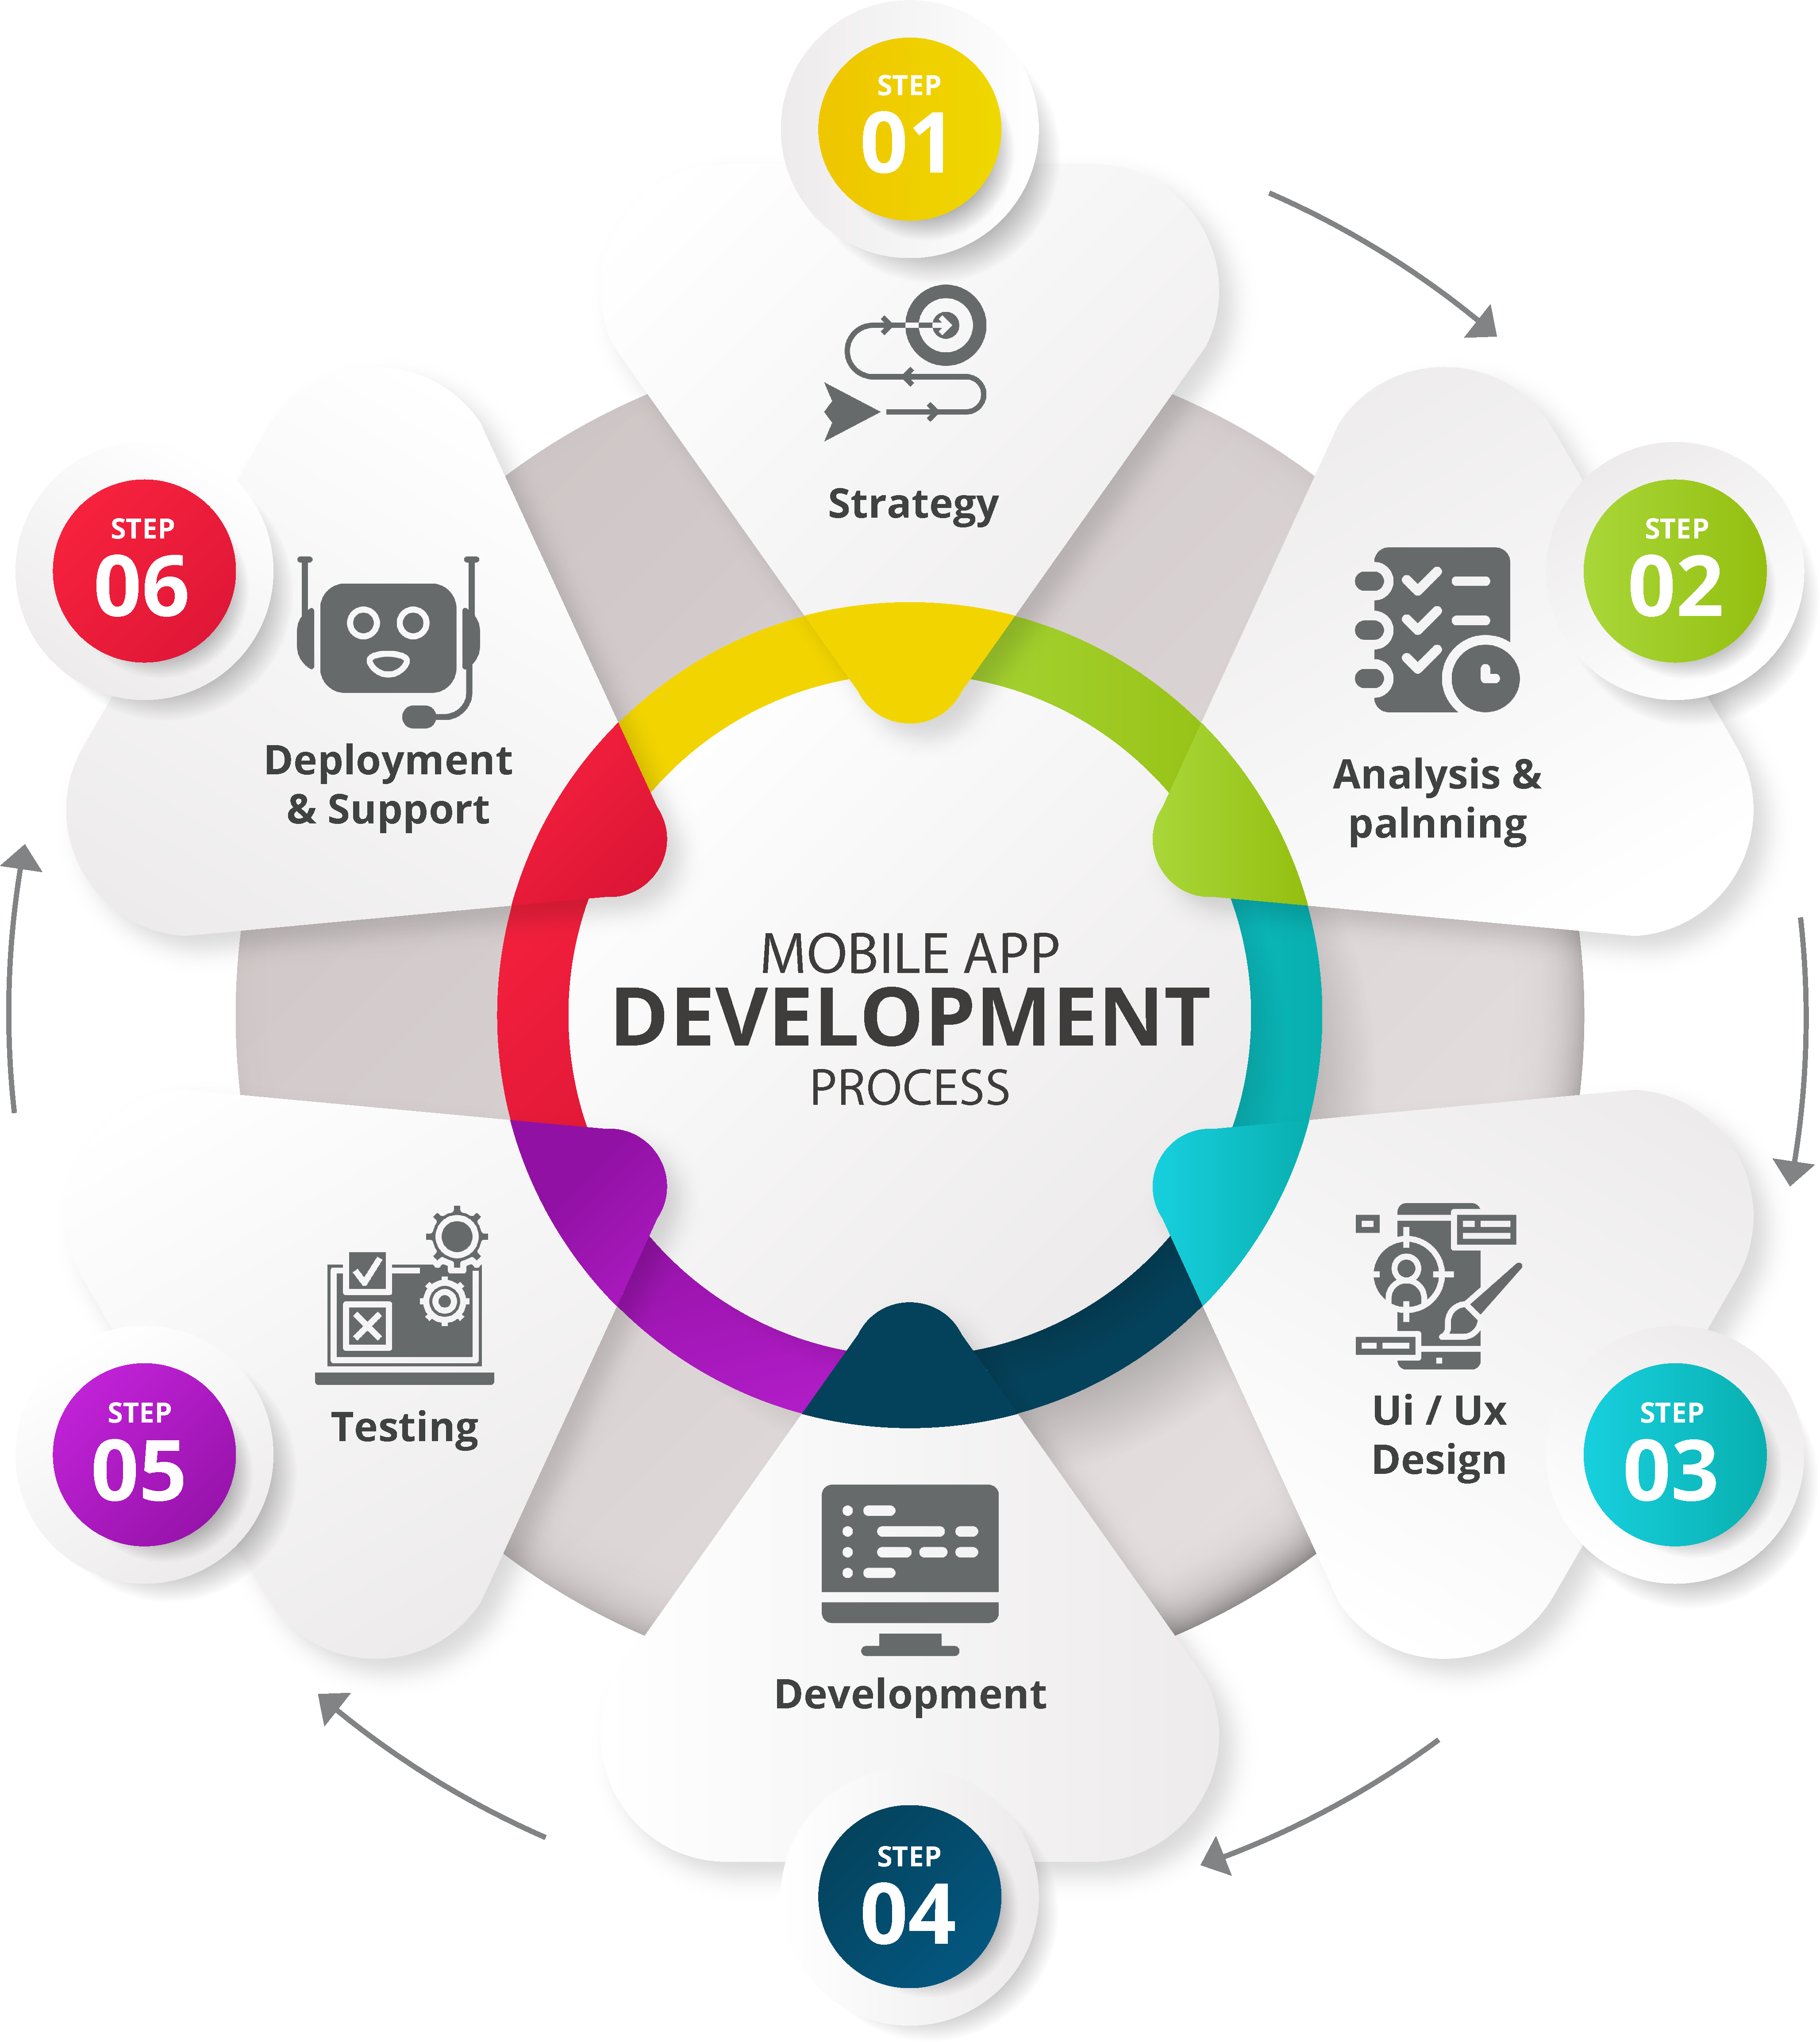 STEP
01
Strategy
STEP
02
Analysis &
palnning
STEP
03
Ui / Ux
Design
STEP
04
Development
STEP
05
Testing
STEP
06
Deployment
& Support
MOBILE APP
DEVELOPMENT
PROCESS